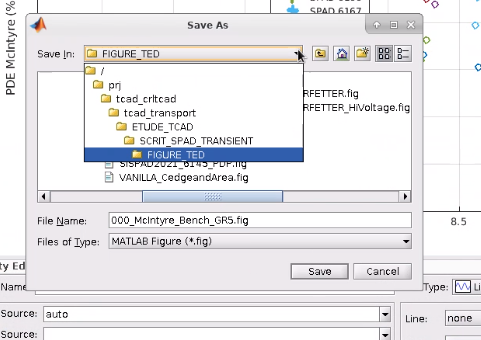 SPAD 6167
Save As
Save In: FIGURE_TED
/
prj
tcad_crltcad
tcad_transport
ETUDE_TCAD
SCRIT_SPAD_TRANSIENT
FIGURE_TED
RFETTER.fig
RFETTER_HiVoltage.fig
SISPAD2021_6145_PDP.fig
VANILLA_CedgeandArea.fig
File Name: 000_McIntyre_Bench_GR5.fig
Files of Type: MATLAB Figure (*.fig)
Save Cancel
PDE McIntyre (%
8.5
ty Ed
Name
Type: Li
Source: auto
Line: none
Source: